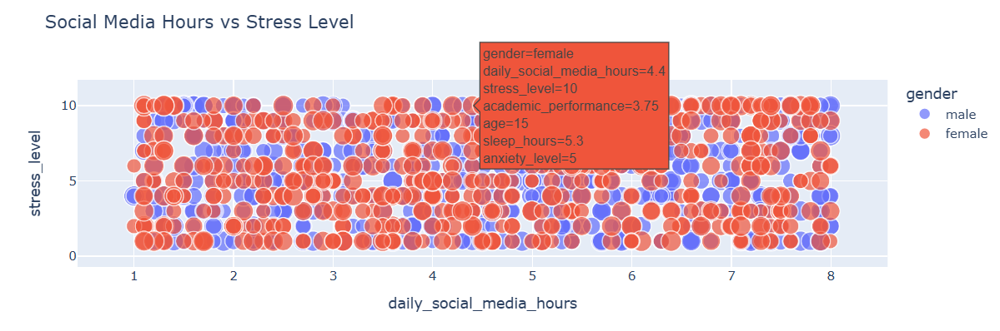 Social Media Hours vs Stress Level
gender=female
daily_social_media_hours=4.4
stress_level=10
academic_performance=3.75
age=15
sleep_hours=5.3
anxiety_level=5
gender
male
female
stress_level
10
5
0
1
2
3
4
5
6
7
8
daily_social_media_hours